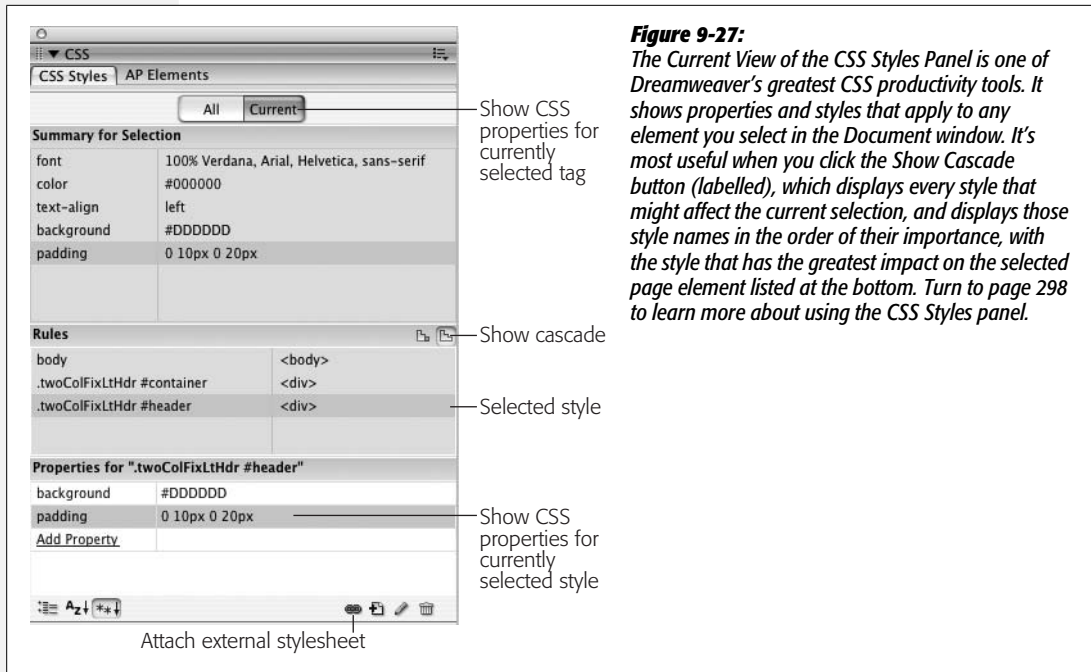 CSS
CSS Styles AP Elements
All Current
Summary for Selection
font 100% Verdana, Arial, Helvetica, sans-serif
color #000000
text-align left
background #DDDDDD
padding 0 10px 0 20px
Rules
body <body>
.twoColFixLtHdr #container <div>
.twoColFixLtHdr #header <div>
Properties for ".twoColFixLtHdr #header"
background #DDDDDD
padding 0 10px 0 20px
Add Property
Az
**
Show CSS
properties for
currently
selected tag
Show cascade
Selected style
Show CSS
properties for
currently
selected style
Attach external stylesheet
Figure 9-27:
The Current View of the CSS Styles Panel is one of
Dreamweaver's greatest CSS productivity tools. It
shows properties and styles that apply to any
element you select in the Document window. It's
most useful when you click the Show Cascade
button (labelled), which displays every style that
might affect the current selection, and displays those
style names in the order of their importance, with
the style that has the greatest impact on the selected
page element listed at the bottom. Turn to page 298
to learn more about using the CSS Styles panel.